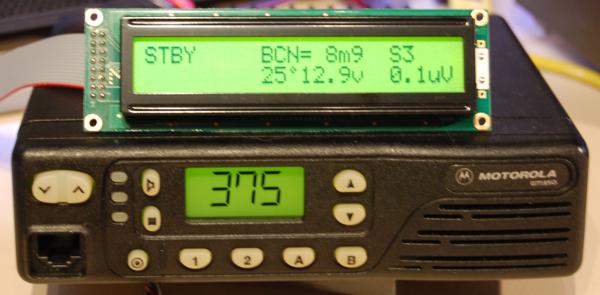 STBY BCN= 8m9 S3
25°12.9v 0.1uV
375
MOTOROLA
1 2 A B